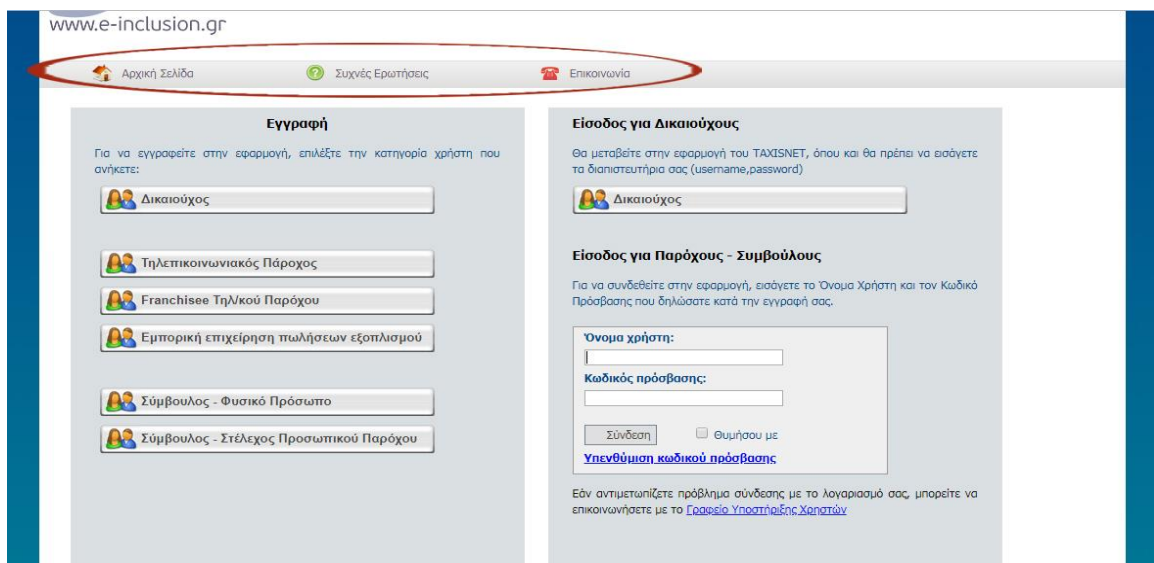 www.e-inclusion.gr
Αρχική Σελίδα
Συχνές Ερωτήσεις
Επικοινωνία
Εγγραφή
Για να εγγραφείτε στην εφαρμογή, επιλέξτε την κατηγορία χρήστη που
ανήκετε:
Δικαιούχος
Τηλεπικοινωνιακός Πάροχος
Franchisee Τηλ/κού Παρόχου
Εμπορική επιχείρηση πωλήσεων εξοπλισμού
Σύμβουλος - Φυσικό Πρόσωπο
Σύμβουλος - Στέλεχος Προσωπικού Παρόχου
Είσοδος για Δικαιούχους
Θα μεταβείτε στην εφαρμογή του TAXISNET, όπου και θα πρέπει να εισάγετε
τα διαπιστευτήρια σας (username,password)
Δικαιούχος
Είσοδος για Παρόχους - Συμβούλους
Για να συνδεθείτε στην εφαρμογή, εισάγετε το Όνομα Χρήστη και τον Κωδικό
Πρόσβασης που δηλώσατε κατά την εγγραφή σας.
Όνομα χρήστη:
Κωδικός πρόσβασης:
Σύνδεση
Θυμήσου με
Υπενθύμιση κωδικού πρόσβασης
Εάν αντιμετωπίζετε πρόβλημα σύνδεσης με το λογαριασμό σας, μπορείτε να
επικοινωνήσετε με το Γραφείο Υποστήριξης Χρηστών